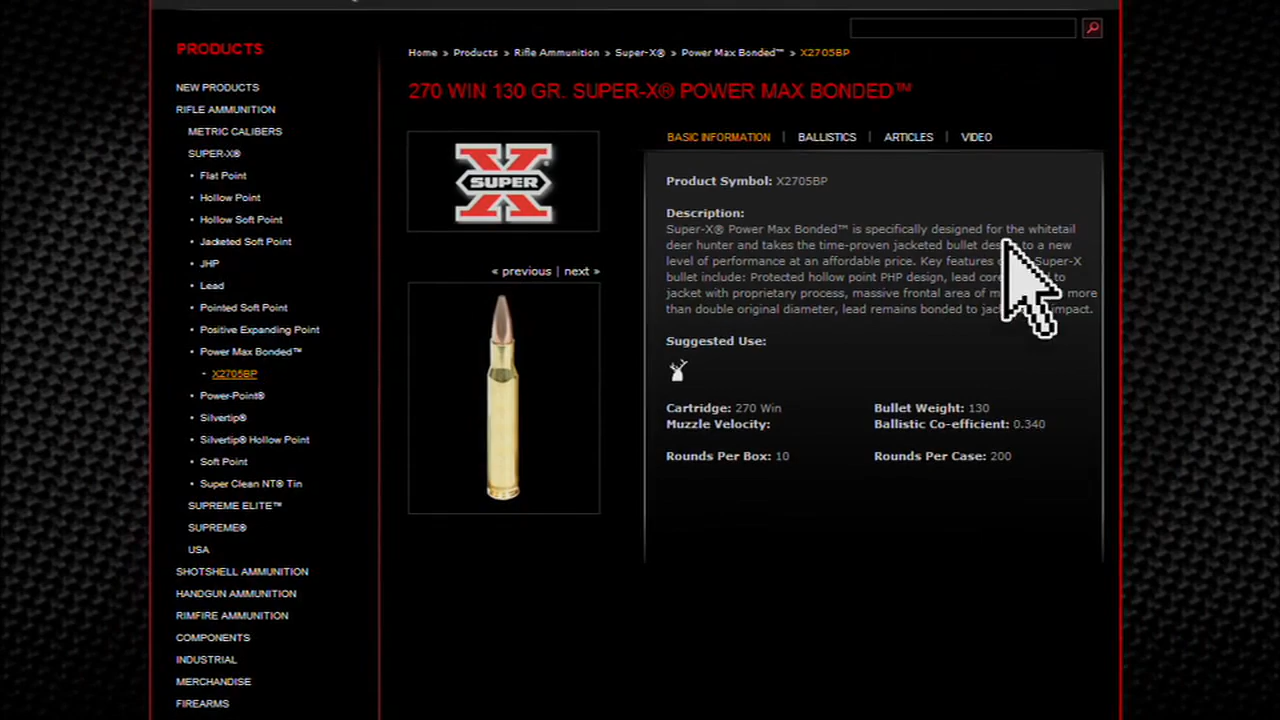 PRODUCTS
NEW PRODUCTS
RIFLE AMMUNITION
METRIC CALIBERS
SUPER-X®
• Flat Point
• Hollow Point
• Hollow Soft Point
• Jacketed Soft Point
• JHP
• Lead
• Pointed Soft Point
• Positive Expanding Point
• Power Max Bonded™
• X2705BP
• Power-Point®
• Silvertip®
• Silvertip® Hollow Point
• Soft Point
• Super Clean NT® Tin
SUPREME ELITE™
SUPREME®
USA
SHOTSHELL AMMUNITION
HANDGUN AMMUNITION
RIMFIRE AMMUNITION
COMPONENTS
INDUSTRIAL
MERCHANDISE
FIREARMS
Home » Products » Rifle Ammunition » Super-X® » Power Max Bonded™ » X2705BP
270 WIN 130 GR. SUPER-X® POWER MAX BONDED™
X SUPER
« previous | next »
BASIC INFORMATION | BALLISTICS | ARTICLES | VIDEO
Product Symbol: X2705BP
Description:
Super-X® Power Max Bonded™ is specifically designed for the whitetail
deer hunter and takes the time-proven jacketed bullet to a new
level of performance at an affordable price. Key features Super-X
bullet include: Protected hollow point PHP design, lead to
jacket with proprietary process, massive frontal area of more
than double original diameter, lead remains bonded to impact.
Suggested Use:
Cartridge: 270 Win Bullet Weight: 130
Muzzle Velocity: Ballistic Co-efficient: 0.340
Rounds Per Box: 10 Rounds Per Case: 200